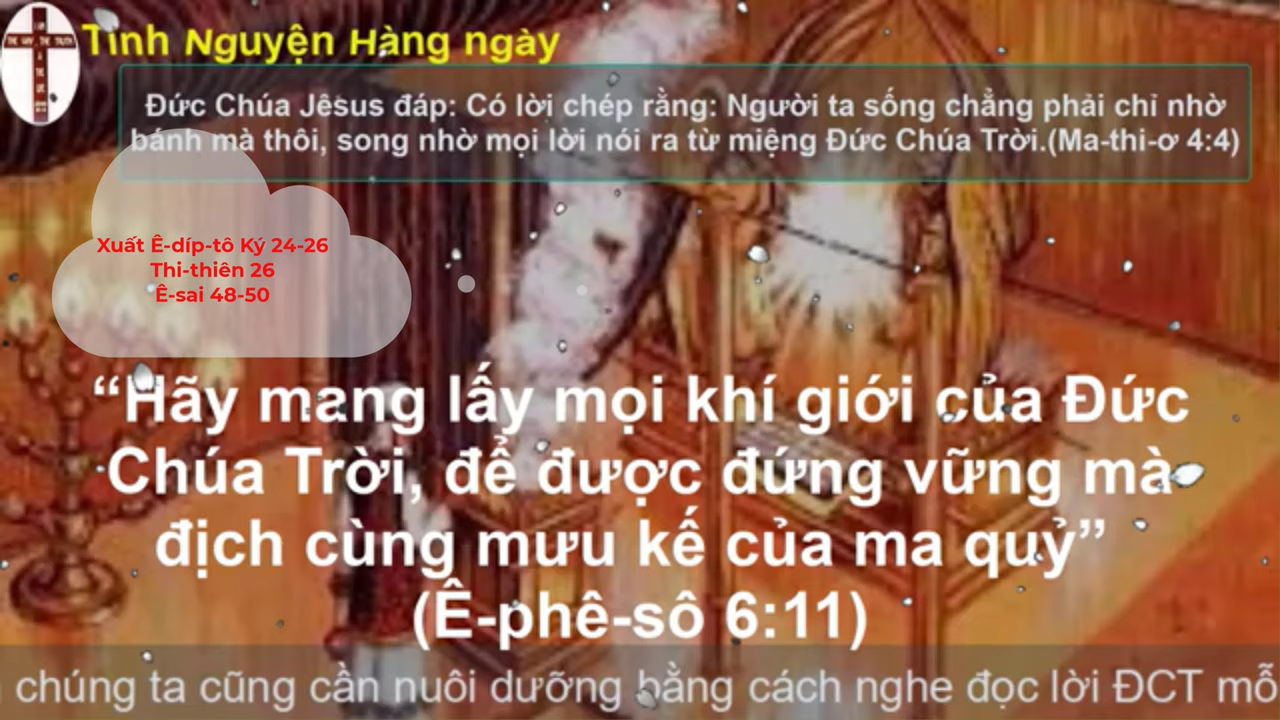 Tĩnh Nguyện Hàng ngày
Đức Chúa Jêsus đáp: Có lời chép rằng: Người ta sống chẳng phải chỉ nhờ
bánh mà thôi, song nhờ mọi lời nói ra từ miệng Đức Chúa Trời.(Ma-thi-ơ 4:4)
Xuất Ê-díp-tô Ký 24-26
Thi-thiên 26
Ê-sai 48-50
“Hãy mang lấy mọi khí giới của Đức
Chúa Trời, để được đứng vững mà
địch cùng mưu kế của ma quỷ”
(Ê-phê-sô 6:11)
chúng ta cũng cần nuôi dưỡng bằng cách nghe đọc lời ĐCT mỗ